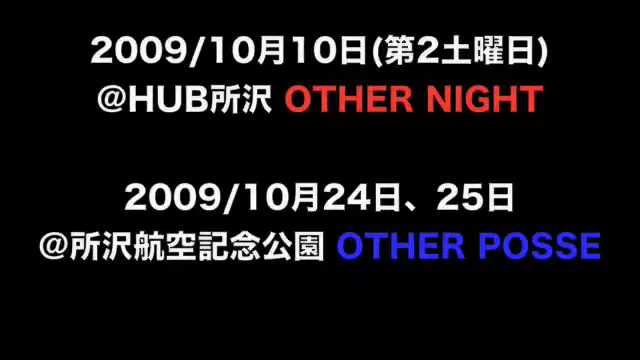 2009/10月10日(第2土曜日)
@HUB所沢 OTHER NIGHT
2009/10月24日、25日
@所沢航空記念公園 OTHER POSSE